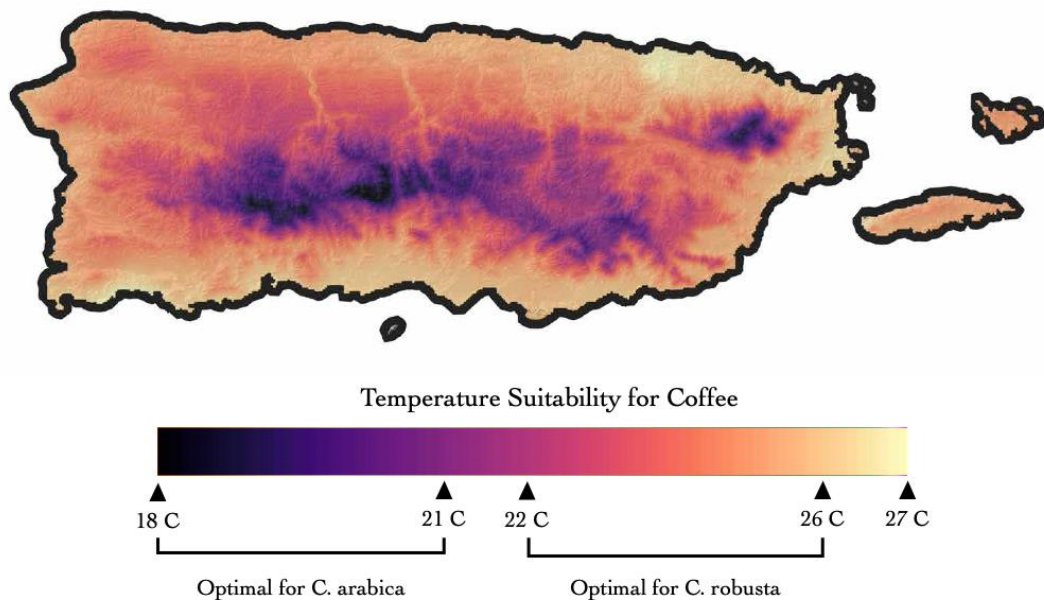 Temperature Suitability for Coffee
18 C 21 C 22 C 26 C 27 C
Optimal for C. arabica Optimal for C. robusta